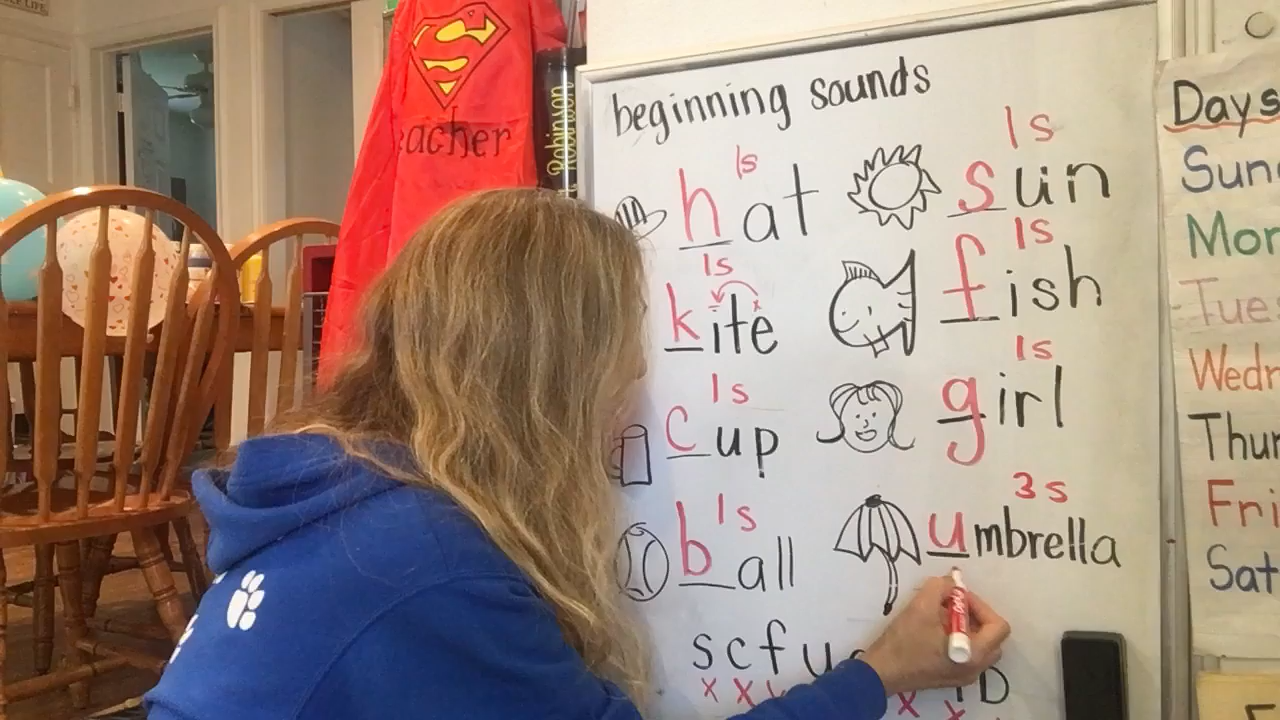 beginning sounds
hat 1s
sun 1s
kite 1s
fish 1s
cup 1s
girl 1s
ball 1s
umbrella 3s
s c f u
x x
x x
Days
Sun
Mon
Tues
Wedn
Thur
Fri
Sat
S
eacher
Robinson
EXPO